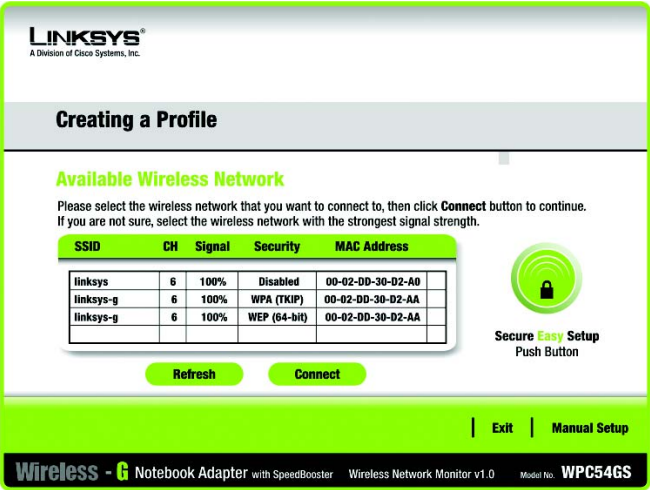 LINKSYS®
A Division of Cisco Systems, Inc.
Creating a Profile
Available Wireless Network
Please select the wireless network that you want to connect to, then click Connect button to continue.
If you are not sure, select the wireless network with the strongest signal strength.
SSID CH Signal Security MAC Address
linksys 6 100% Disabled 00-02-DD-30-D2-A0
linksys-g 6 100% WPA (TKIP) 00-02-DD-30-D2-AA
linksys-g 6 100% WEP (64-bit) 00-02-DD-30-D2-AA
Secure Easy Setup
Push Button
Refresh Connect
Exit Manual Setup
Wireless - G Notebook Adapter with SpeedBooster Wireless Network Monitor v1.0 Model No. WPC54GS